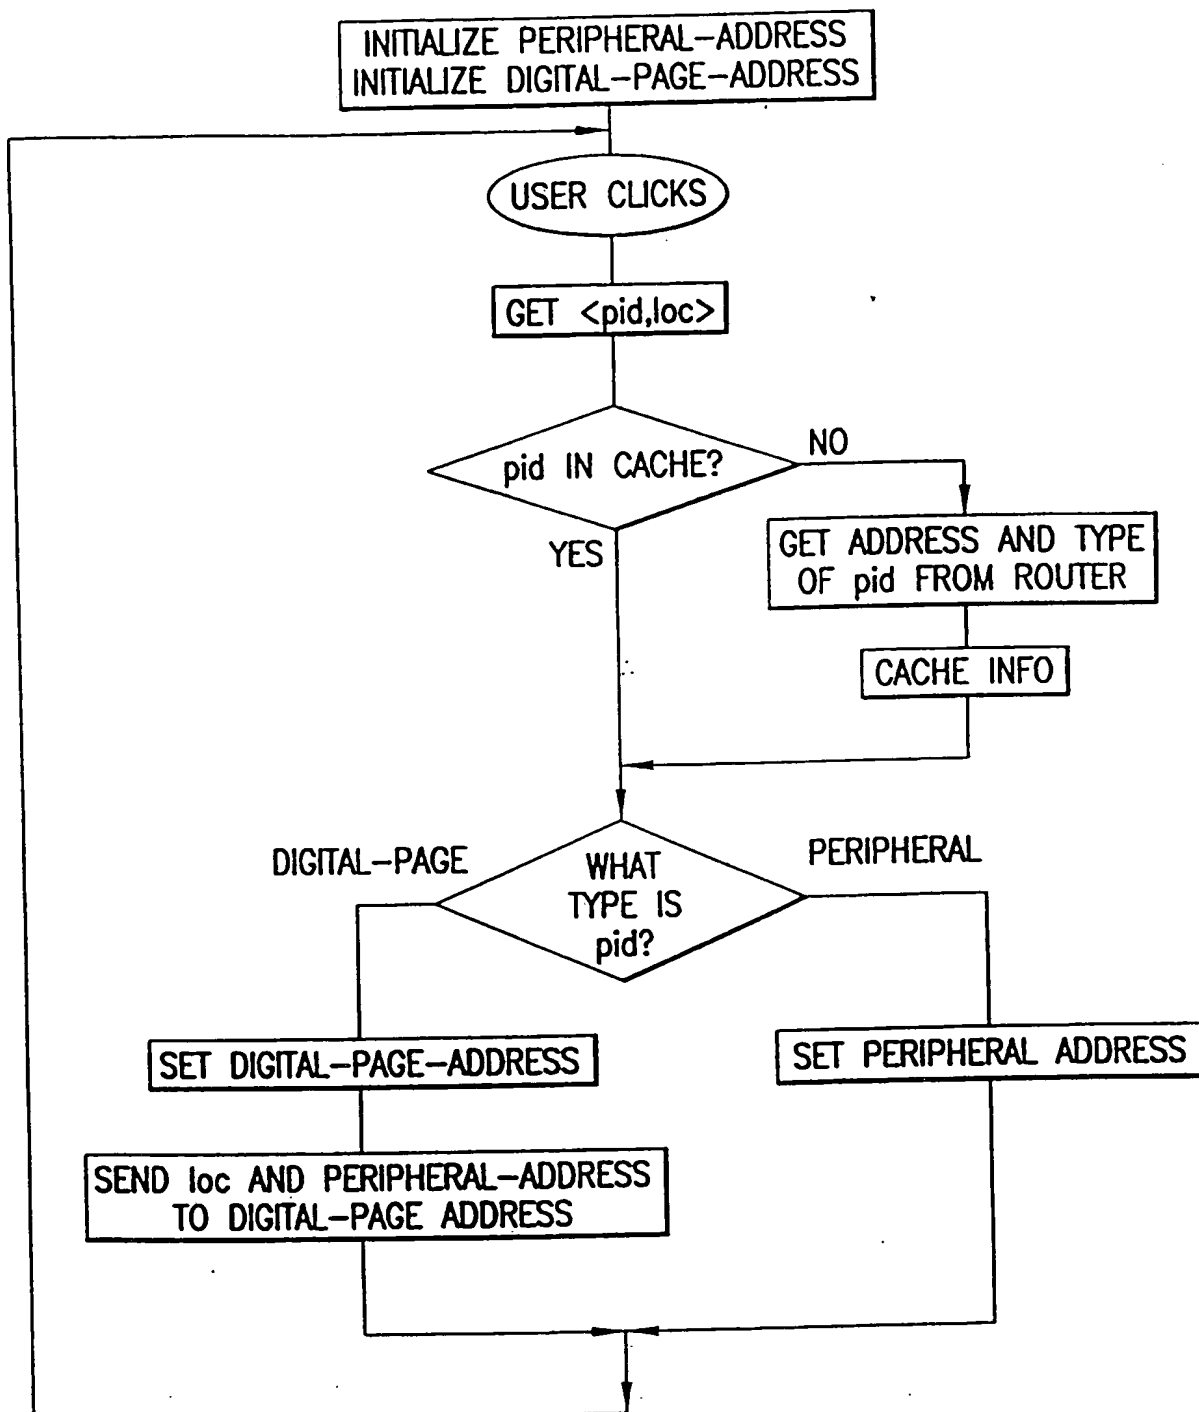 INITIALIZE PERIPHERAL-ADDRESS
INITIALIZE DIGITAL-PAGE-ADDRESS
USER CLICKS
GET <pid,loc>
pid IN CACHE?
NO
YES
GET ADDRESS AND TYPE
OF pid FROM ROUTER
CACHE INFO
DIGITAL-PAGE
WHAT
TYPE IS
pid?
PERIPHERAL
SET DIGITAL-PAGE-ADDRESS
SET PERIPHERAL ADDRESS
SEND loc AND PERIPHERAL-ADDRESS
TO DIGITAL-PAGE ADDRESS